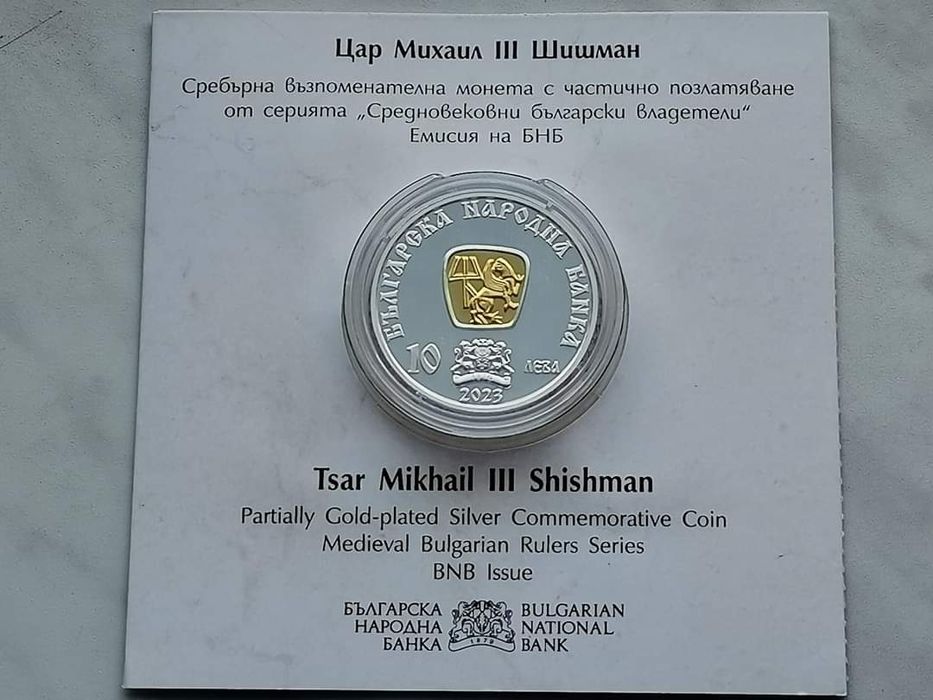 Цар Михаил III Шишман
Сребърна възпоменателна монета с частично позлатяване
от серията „Средновековни български владетели“
Емисия на БНБ
БЪЛГАРСКА НАРОДНА БАНКА
10
ЛЕВА
2023
Tsar Mikhail III Shishman
Partially Gold-plated Silver Commemorative Coin
Medieval Bulgarian Rulers Series
BNB Issue
БЪЛГАРСКА
НАРОДНА
БАНКА
1879
BULGARIAN
NATIONAL
BANK